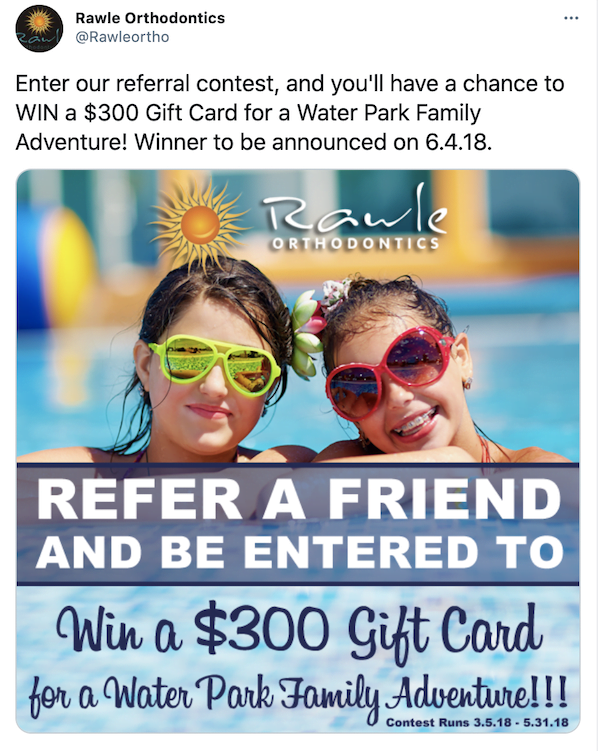 Rawle Orthodontics
@Rawleortho
Enter our referral contest, and you'll have a chance to
WIN a $300 Gift Card for a Water Park Family
Adventure! Winner to be announced on 6.4.18.
Rawle
ORTHODONTICS
REFER A FRIEND
AND BE ENTERED TO
Win a $300 Gift Card
for a Water Park Family Adventure!!!
Contest Runs 3.5.18 - 5.31.18